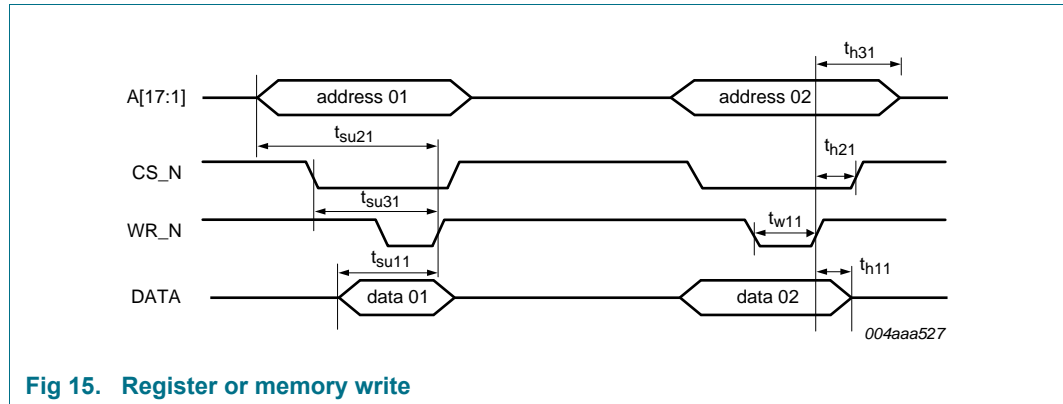 A[17:1]
address 01
address 02
th31
tsu21
CS_N
th21
tsu31
WR_N
tw11
tsu11
th11
DATA
data 01
data 02
004aaa527
Fig 15. Register or memory write